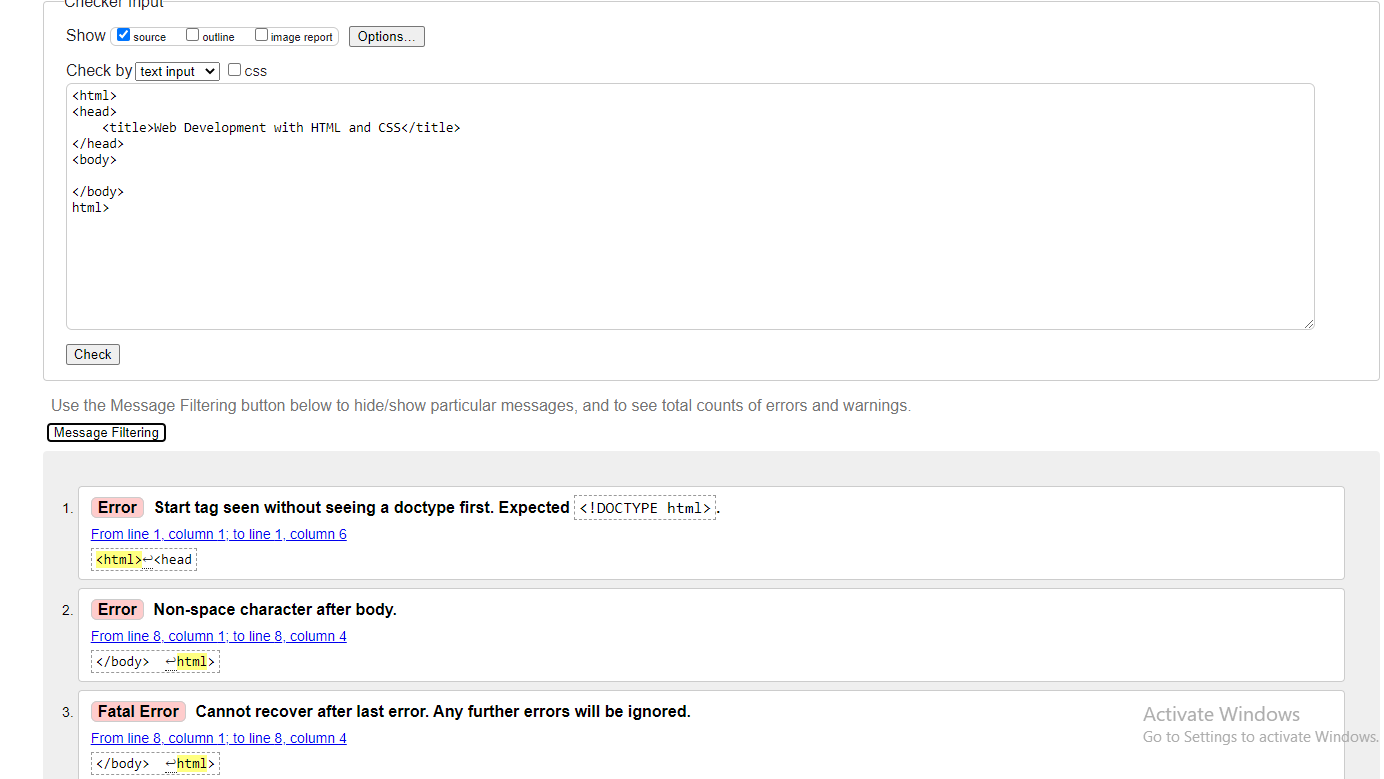 Checker Input
Show source outline image report Options...
Check by text input css
<html>
<head>
    <title>Web Development with HTML and CSS</title>
</head>
<body>
</body>
html>
Check
Use the Message Filtering button below to hide/show particular messages, and to see total counts of errors and warnings.
Message Filtering
1. Error Start tag seen without seeing a doctype first. Expected <!DOCTYPE html>.
From line 1, column 1; to line 1, column 6
<html>↩<head
2. Error Non-space character after body.
From line 8, column 1; to line 8, column 4
</body>  ↩html>
3. Fatal Error Cannot recover after last error. Any further errors will be ignored.
From line 8, column 1; to line 8, column 4
</body>  ↩html>
Activate Windows
Go to Settings to activate Windows.